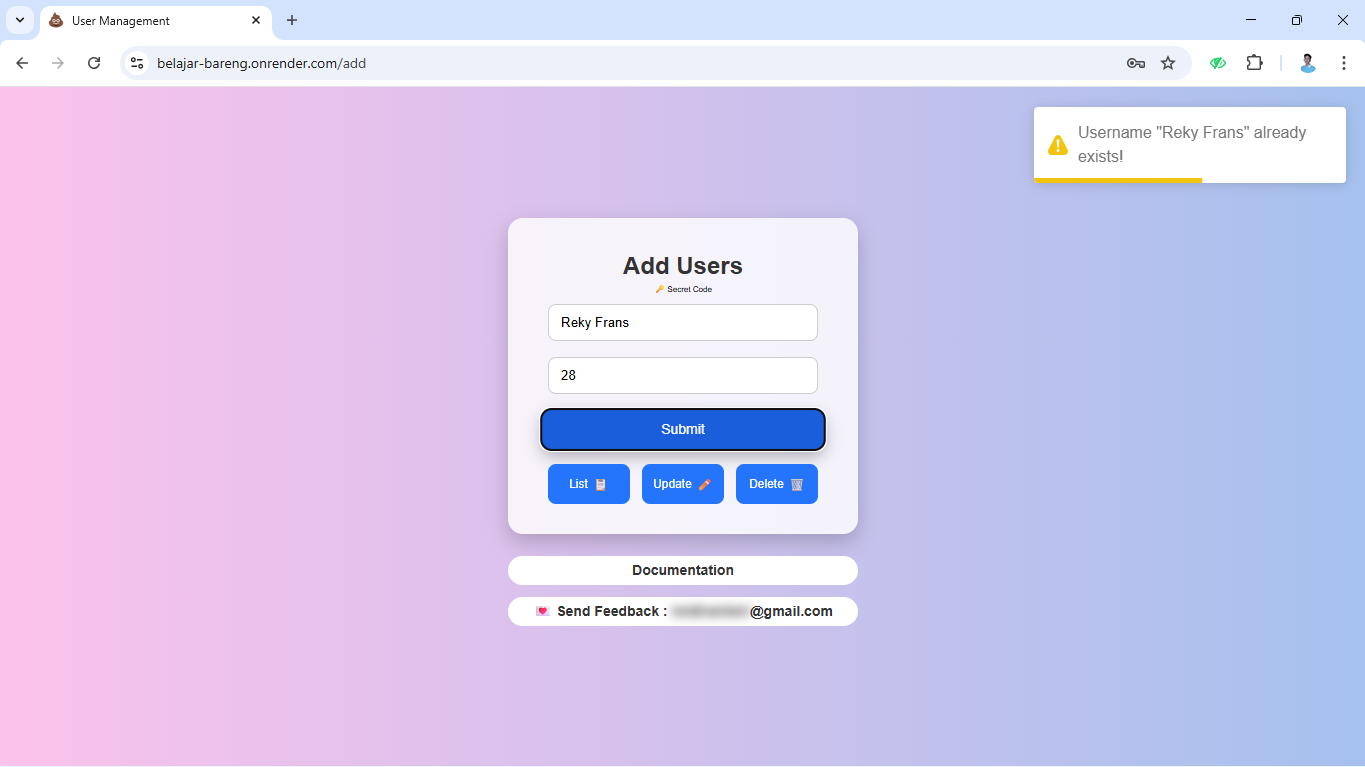 User Management
belajar-bareng.onrender.com/add
Username "Reky Frans" already
exists!
Add Users
🔑 Secret Code
Reky Frans
28
Submit
List 📋
Update ✏️
Delete 🗑️
Documentation
💌 Send Feedback : @gmail.com